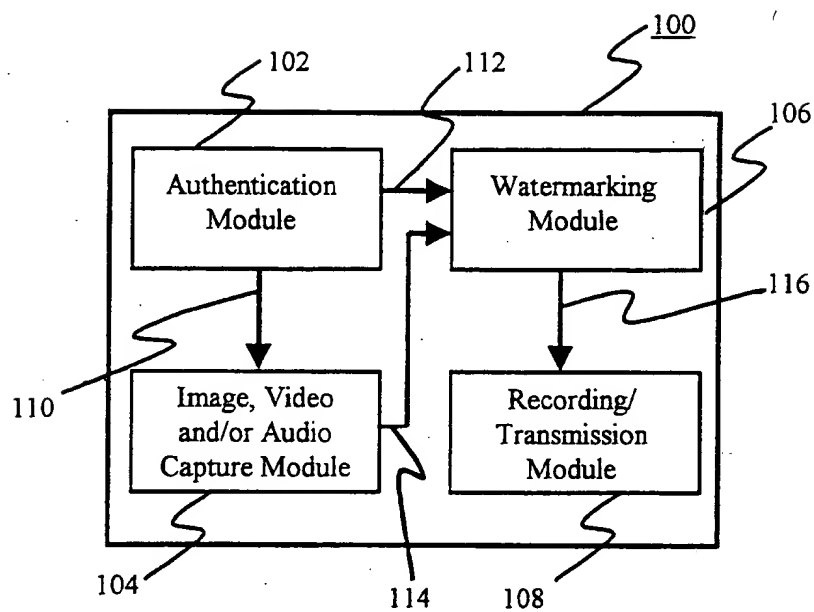 100
102
112
106
Authentication
Module
Watermarking
Module
116
110
Image, Video
and/or Audio
Capture Module
Recording/
Transmission
Module
104
114
108